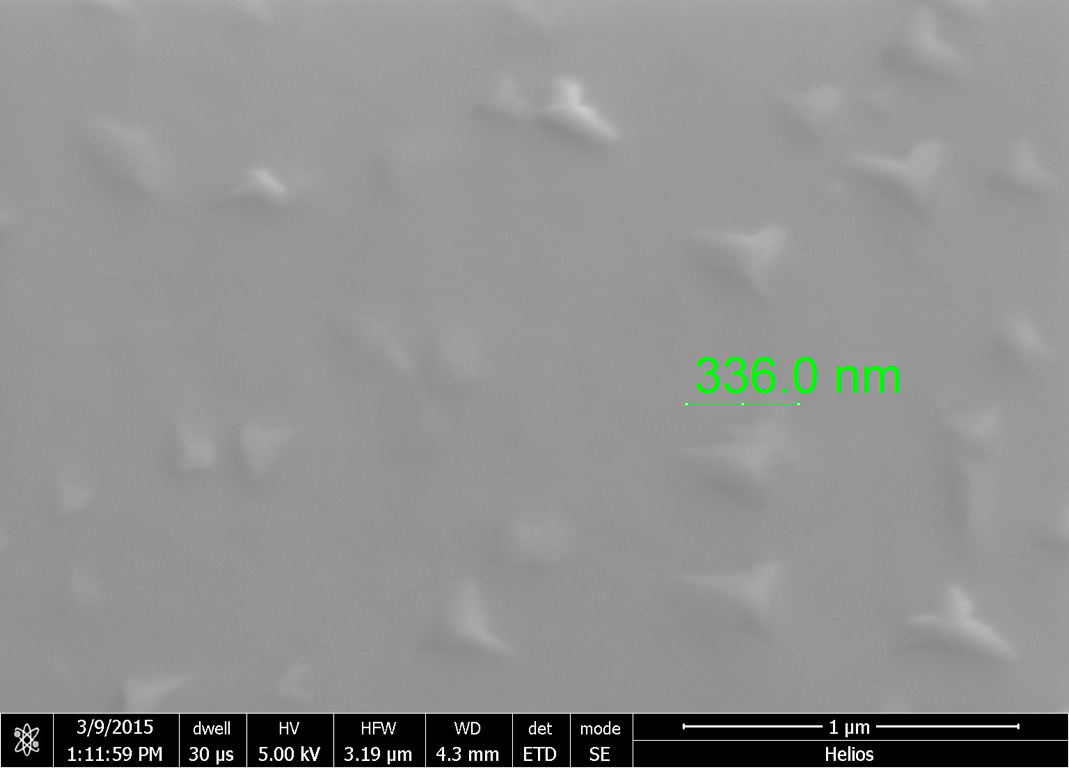 336.0 nm
3/9/2015 dwell HV HFW WD det mode 1 µm
1:11:59 PM 30 µs 5.00 kV 3.19 µm 4.3 mm ETD SE Helios